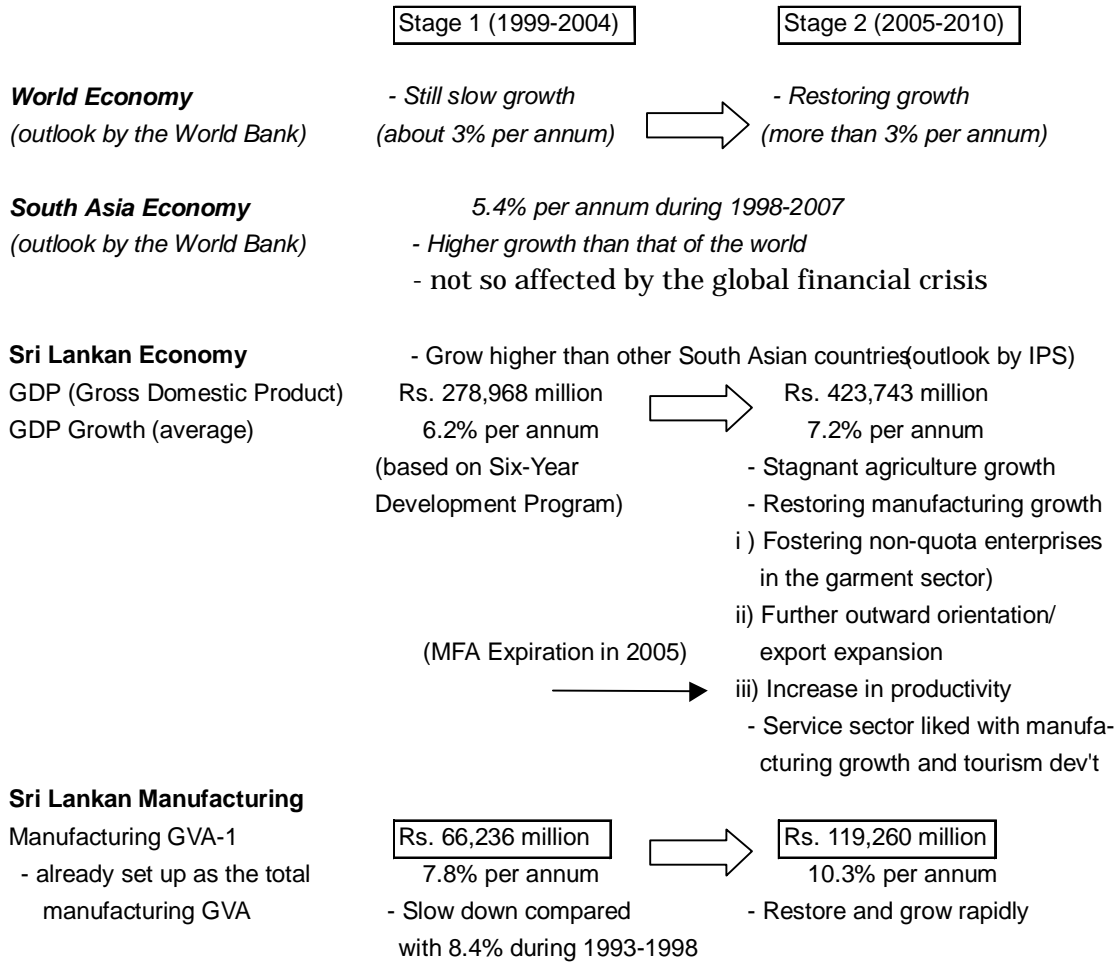 Stage 1 (1999-2004) Stage 2 (2005-2010)
World Economy - Still slow growth - Restoring growth
(outlook by the World Bank) (about 3% per annum) (more than 3% per annum)
South Asia Economy 5.4% per annum during 1998-2007
(outlook by the World Bank) - Higher growth than that of the world
- not so affected by the global financial crisis
Sri Lankan Economy - Grow higher than other South Asian countries(outlook by IPS)
GDP (Gross Domestic Product) Rs. 278,968 million Rs. 423,743 million
GDP Growth (average) 6.2% per annum 7.2% per annum
(based on Six-Year - Stagnant agriculture growth
Development Program) - Restoring manufacturing growth
i ) Fostering non-quota enterprises
in the garment sector)
ii) Further outward orientation/
(MFA Expiration in 2005) export expansion
iii) Increase in productivity
- Service sector liked with manufa-
cturing growth and tourism dev't
Sri Lankan Manufacturing
Manufacturing GVA-1 Rs. 66,236 million Rs. 119,260 million
- already set up as the total 7.8% per annum 10.3% per annum
manufacturing GVA - Slow down compared - Restore and grow rapidly
with 8.4% during 1993-1998